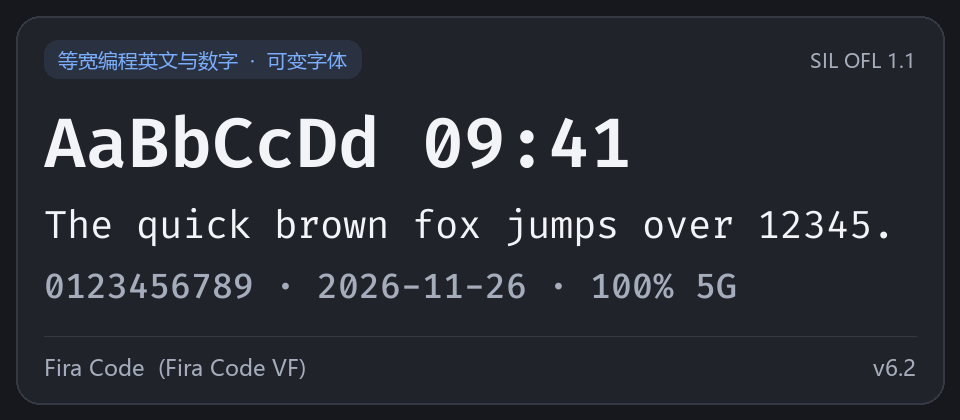 等宽编程英文与数字 · 可变字体
SIL OFL 1.1
AaBbCcDd 09:41
The quick brown fox jumps over 12345.
0123456789 · 2026-11-26 · 100% 5G
Fira Code (Fira Code VF)
v6.2